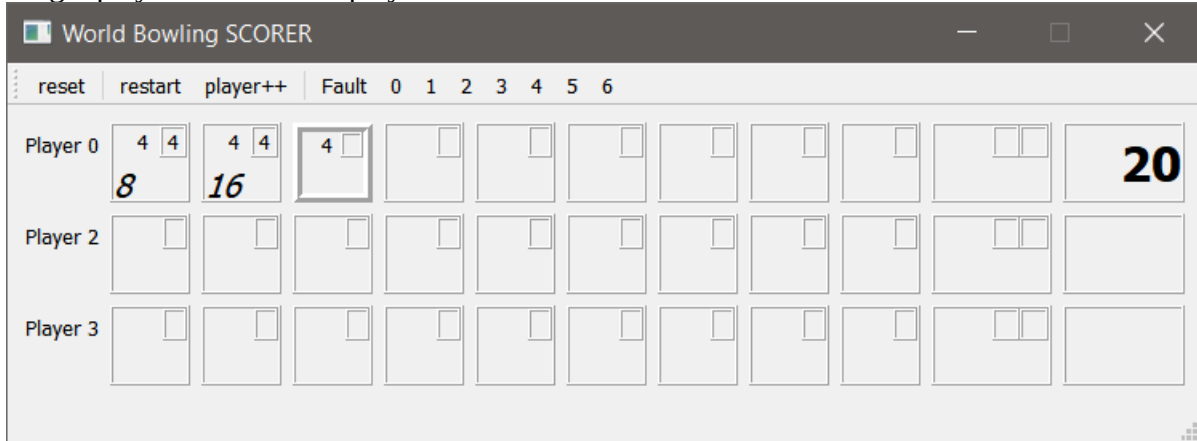 World Bowling SCORER
reset restart player++ Fault 0 1 2 3 4 5 6
Player 0 4 4 4 4 4 20
8 16
Player 2
Player 3